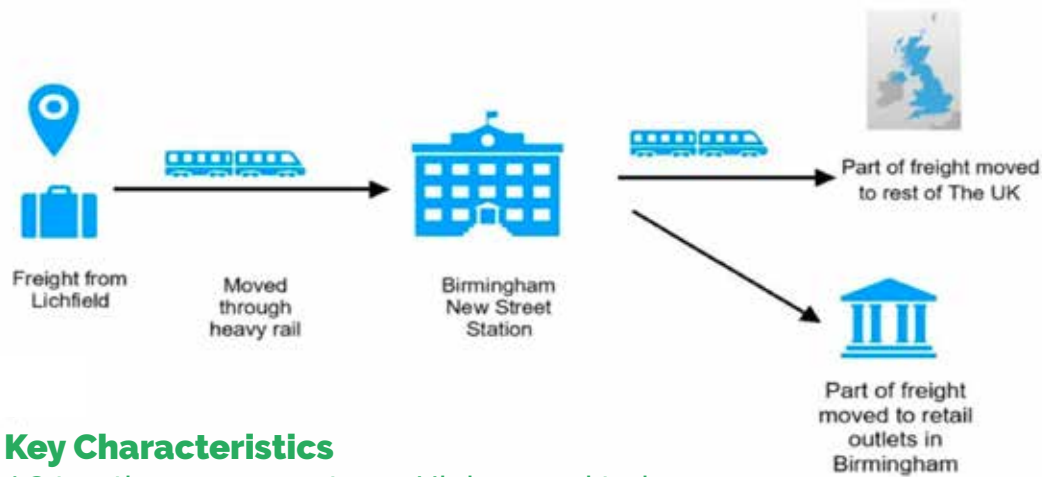 Freight from
Lichfield
Moved
through
heavy rail
Birmingham
New Street
Station
Part of freight moved
to rest of The UK
Part of freight
moved to retail
outlets in
Birmingham
Key Characteristics